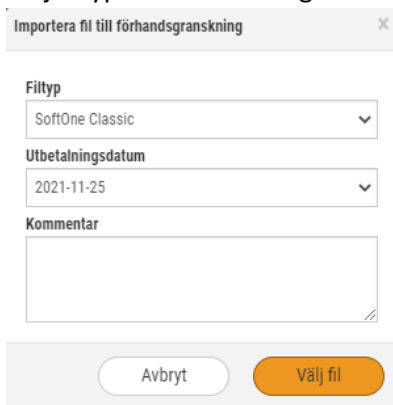 Importera fil till förhandsgranskning ×
Filtyp
SoftOne Classic
Utbetalningsdatum
2021-11-25
Kommentar
Avbryt Välj fil